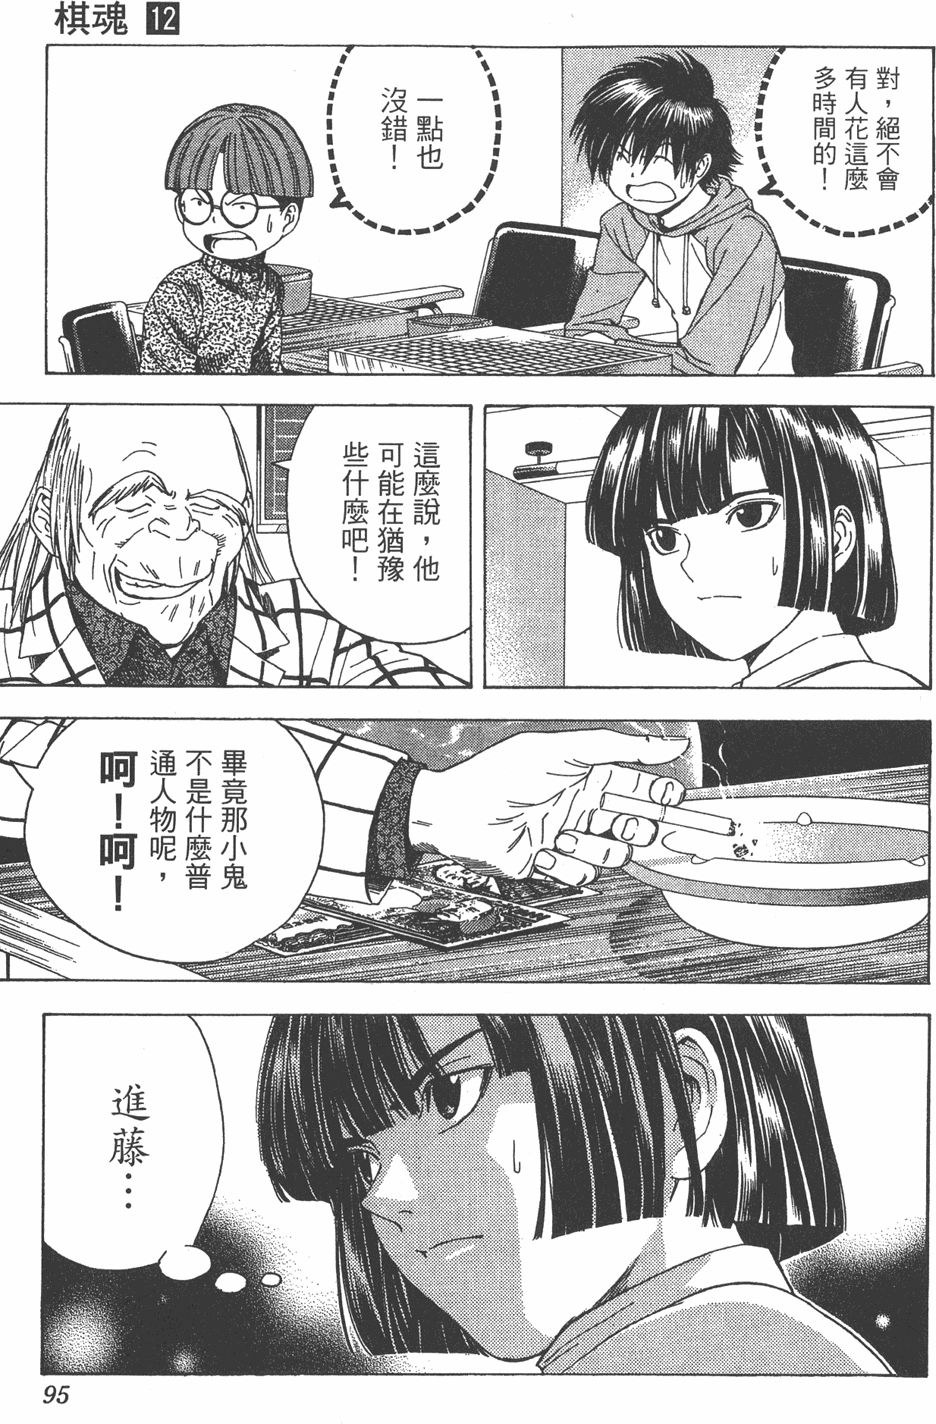 棋魂 12
對，絕不會
有人花這麼
多時間的！
一點也
沒錯！
這麼說，他
可能在猶豫
些什麼吧！
畢竟那小鬼
不是什麼普
通人物呢，
呵！呵！
進藤…
95